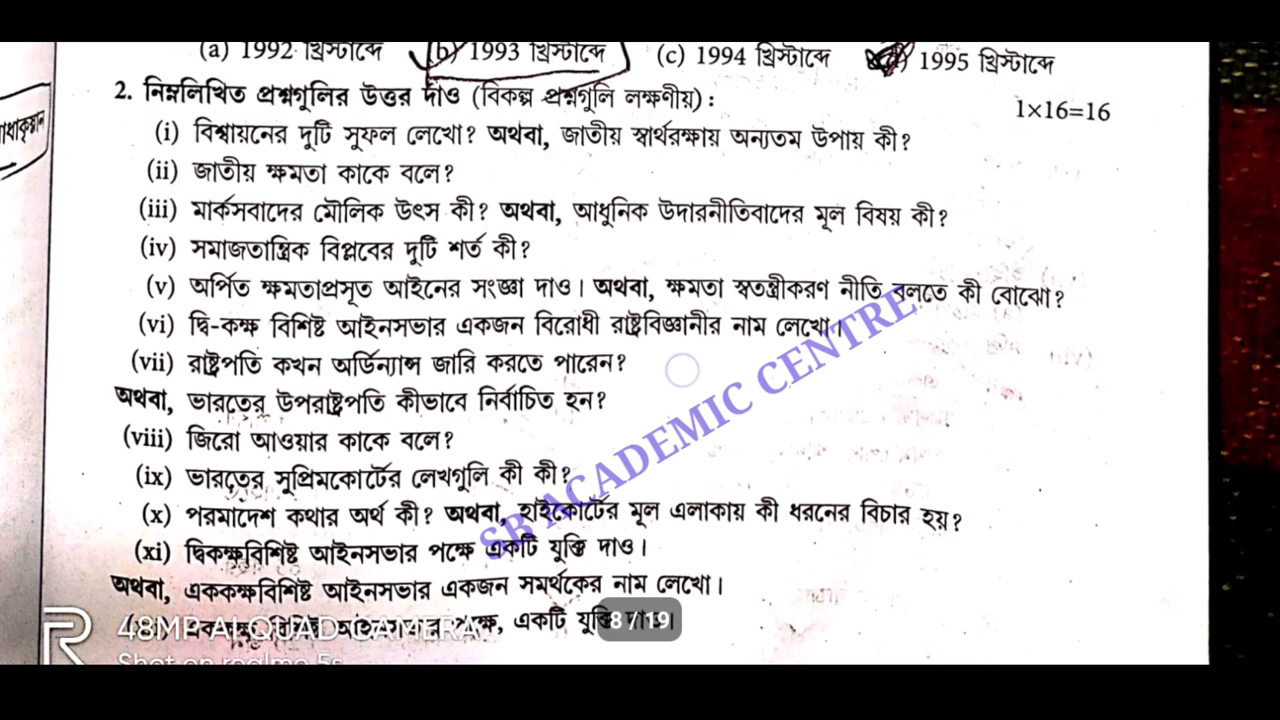 (a) 1992 খ্রিস্টাব্দে (b) 1993 খ্রিস্টাব্দে (c) 1994 খ্রিস্টাব্দে 1995 খ্রিস্টাব্দে
2. নিম্নলিখিত প্রশ্নগুলির উত্তর দাও (বিকল্প প্রশ্নগুলি লক্ষণীয়) : 1×16=16
(i) বিশ্বায়নের দুটি সুফল লেখো? অথবা, জাতীয় স্বার্থরক্ষায় অন্যতম উপায় কী?
(ii) জাতীয় ক্ষমতা কাকে বলে?
(iii) মার্কসবাদের মৌলিক উৎস কী? অথবা, আধুনিক উদারনীতিবাদের মূল বিষয় কী?
(iv) সমাজতান্ত্রিক বিপ্লবের দুটি শর্ত কী?
(v) অর্পিত ক্ষমতাপ্রসূত আইনের সংজ্ঞা দাও। অথবা, ক্ষমতা স্বতন্ত্রীকরণ নীতি বলতে কী বোঝো?
(vi) দ্বি-কক্ষ বিশিষ্ট আইনসভার একজন বিরোধী রাষ্ট্রবিজ্ঞানীর নাম লেখো।
(vii) রাষ্ট্রপতি কখন অর্ডিন্যান্স জারি করতে পারেন?
অথবা, ভারতের উপরাষ্ট্রপতি কীভাবে নির্বাচিত হন?
(viii) জিরো আওয়ার কাকে বলে?
(ix) ভারতের সুপ্রিমকোর্টের লেখগুলি কী কী?
(x) পরমাদেশ কথার অর্থ কী? অথবা, হাইকোর্টের মূল এলাকায় কী ধরনের বিচার হয়?
(xi) দ্বিকক্ষবিশিষ্ট আইনসভার পক্ষে একটি যুক্তি দাও।
অথবা, এককক্ষবিশিষ্ট আইনসভার একজন সমর্থকের নাম লেখো।
একটি যুক্তি দাও।
SB ACADEMIC CENTRE
8 / 19
R 48MP AI QUAD CAMERA
Shot on realme 5s